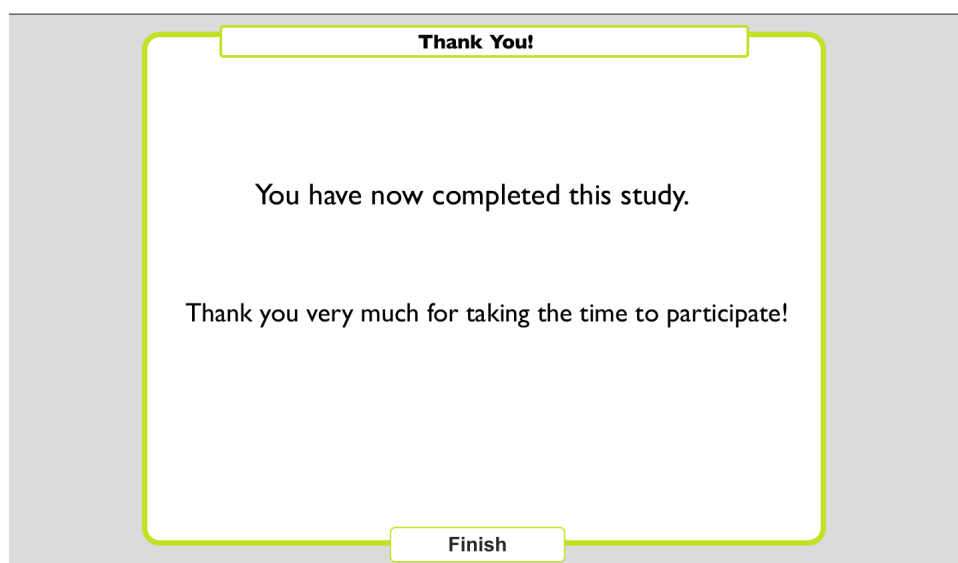 Thank You!
You have now completed this study.
Thank you very much for taking the time to participate!
Finish